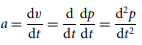 a = dv/dt = d/dt dp/dt = d²p/dt²